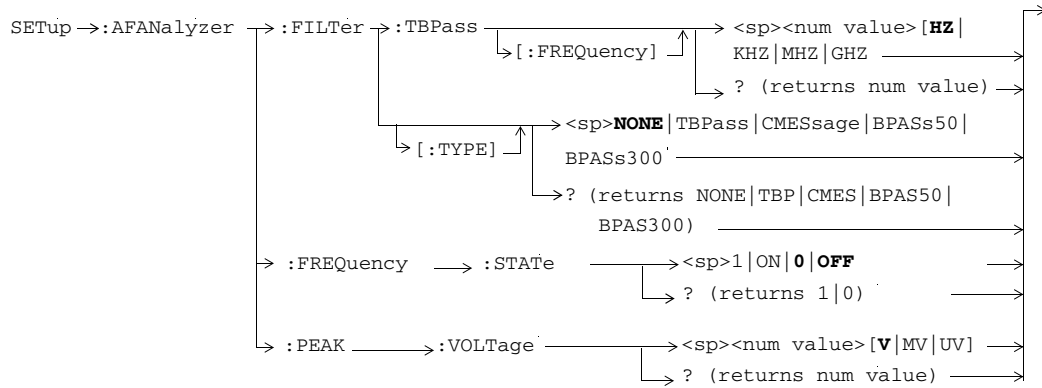 SETup :AFANalyzer :FILTer :TBPass <sp><num value>[HZ|
[:FREQuency] KHZ|MHZ|GHZ
? (returns num value)
<sp>NONE|TBPass|CMESsage|BPASs50|
[:TYPE] BPASs300
? (returns NONE|TBP|CMES|BPAS50|
BPAS300)
:FREQuency :STATe <sp>1|ON|0|OFF
? (returns 1|0)
:PEAK :VOLTage <sp><num value>[V|MV|UV]
? (returns num value)